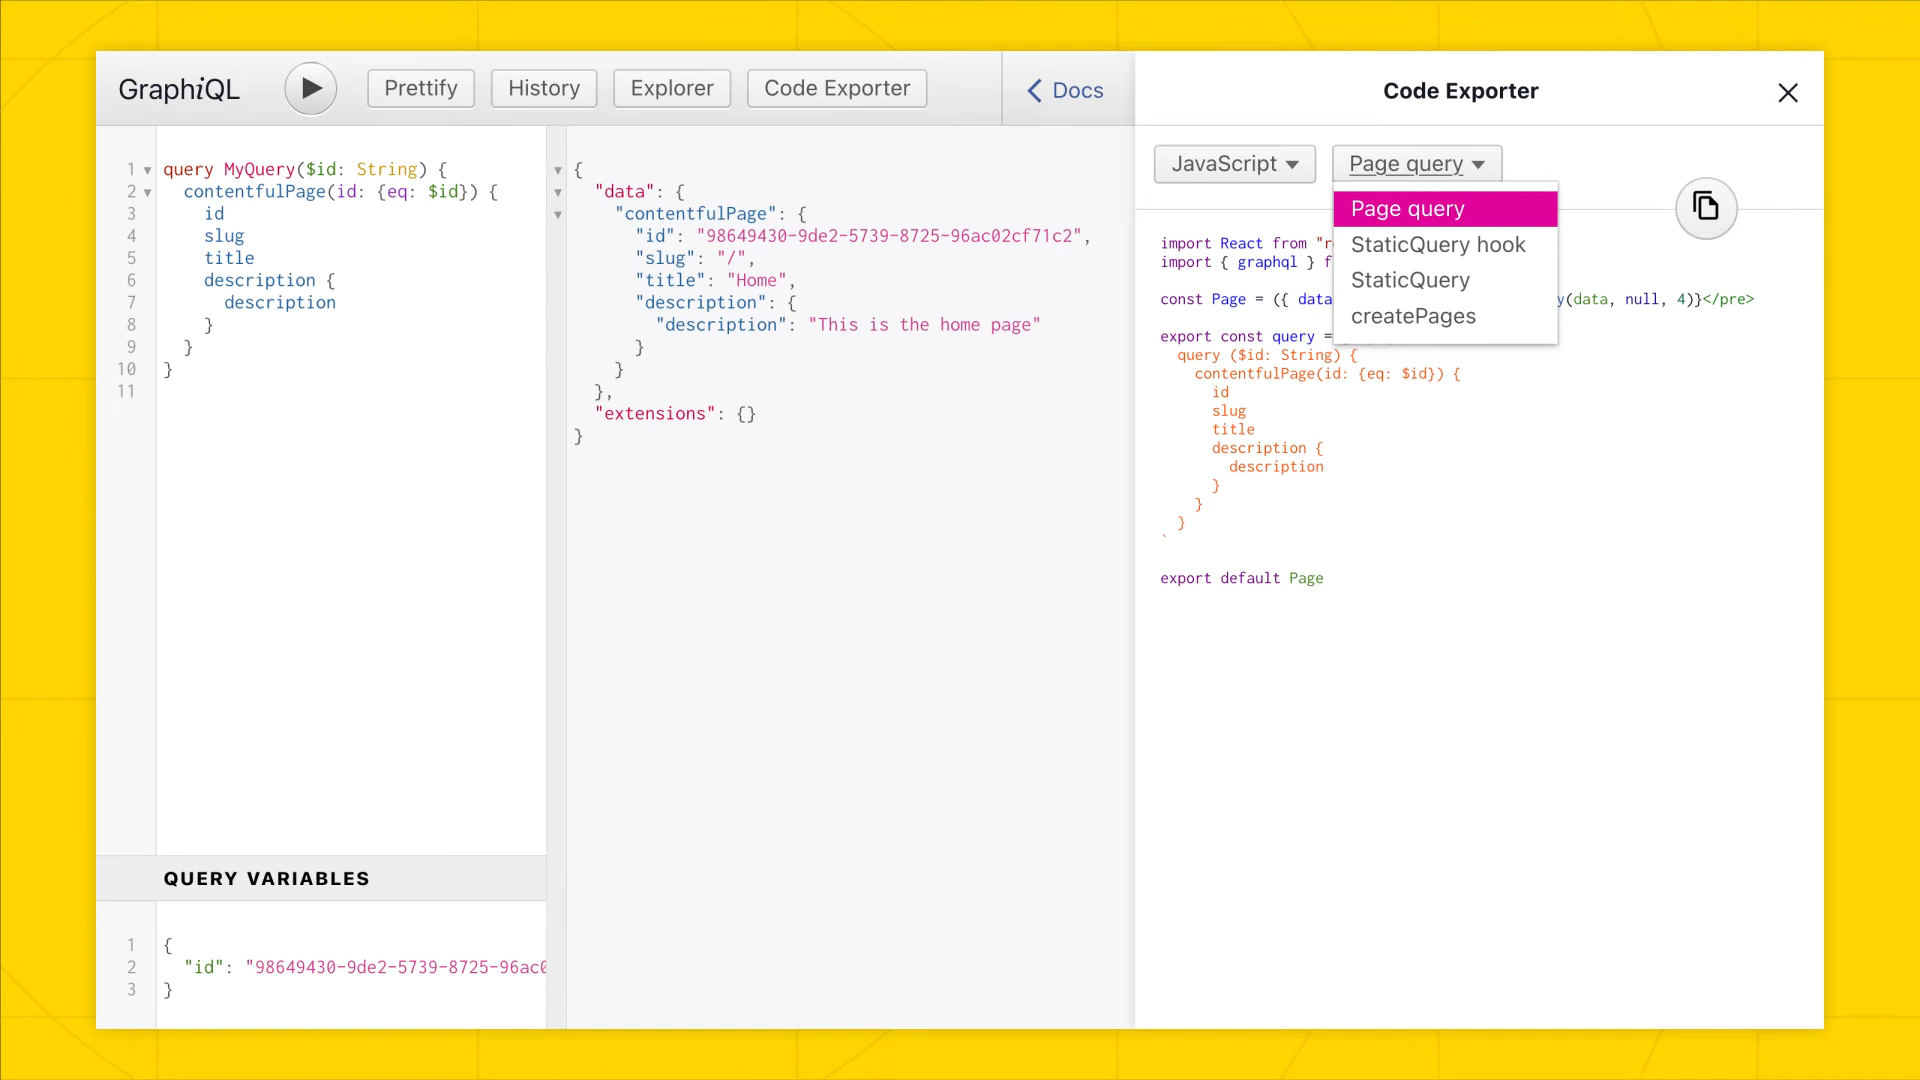 GraphiQL
Prettify
History
Explorer
Code Exporter
Docs
1 query MyQuery($id: String) {
2 contentfulPage(id: {eq: $id}) {
3 id
4 slug
5 title
6 description {
7 description
8 }
9 }
10 }
11
QUERY VARIABLES
1 {
2 "id": "98649430-9de2-5739-8725-96ac0
3 }
{
"data": {
"contentfulPage": {
"id": "98649430-9de2-5739-8725-96ac02cf71c2",
"slug": "/",
"title": "Home",
"description": {
"description": "This is the home page"
}
}
},
"extensions": {}
}
Code Exporter
JavaScript
Page query
Page query
StaticQuery hook
StaticQuery
createPages
import React from "r
import { graphql } f
const Page = ({ data y(data, null, 4)}</pre>
export const query =
query ($id: String) {
contentfulPage(id: {eq: $id}) {
id
slug
title
description {
description
}
}
}
`
export default Page